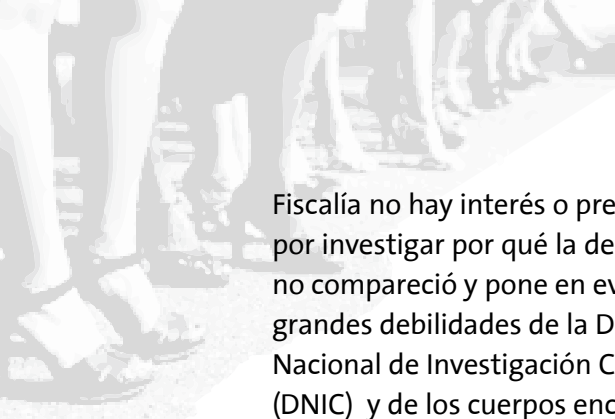 Fiscalía no hay interés o pre
por investigar por qué la de
no compareció y pone en ev
grandes debilidades de la D
Nacional de Investigación C
(DNIC) y de los cuerpos enc